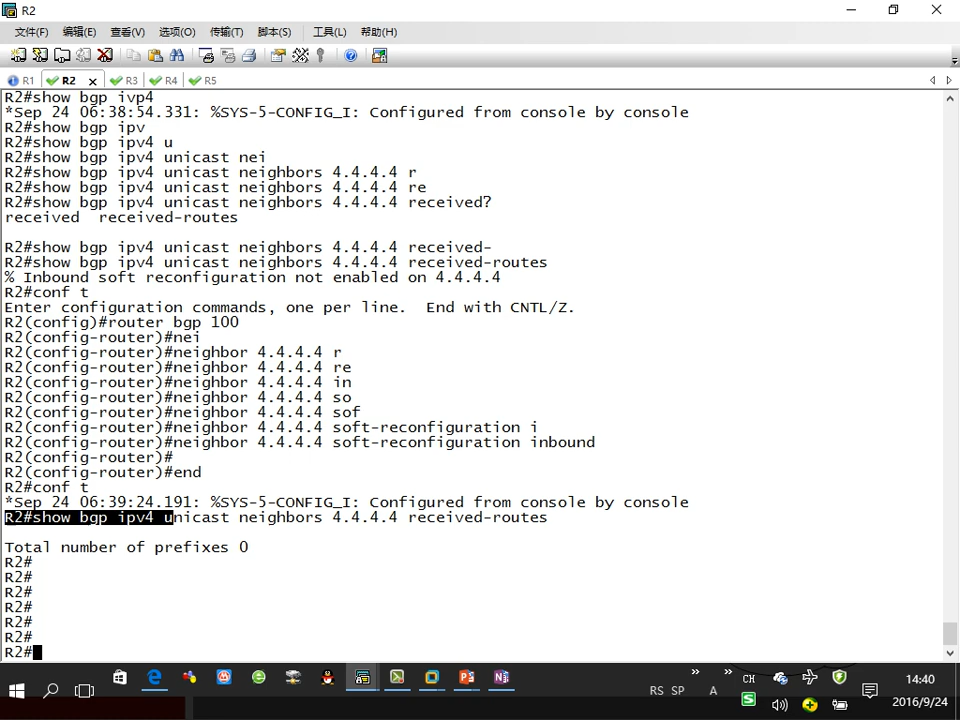 R2
文件(F) 编辑(E) 查看(V) 选项(O) 传输(T) 脚本(S) 工具(L) 帮助(H)
R1 R2 R3 R4 R5
R2#show bgp ivp4
*Sep 24 06:38:54.331: %SYS-5-CONFIG_I: Configured from console by console
R2#show bgp ipv
R2#show bgp ipv4 u
R2#show bgp ipv4 unicast nei
R2#show bgp ipv4 unicast neighbors 4.4.4.4 r
R2#show bgp ipv4 unicast neighbors 4.4.4.4 re
R2#show bgp ipv4 unicast neighbors 4.4.4.4 received?
received  received-routes
R2#show bgp ipv4 unicast neighbors 4.4.4.4 received-
R2#show bgp ipv4 unicast neighbors 4.4.4.4 received-routes
% Inbound soft reconfiguration not enabled on 4.4.4.4
R2#conf t
Enter configuration commands, one per line.  End with CNTL/Z.
R2(config)#router bgp 100
R2(config-router)#nei
R2(config-router)#neighbor 4.4.4.4 r
R2(config-router)#neighbor 4.4.4.4 re
R2(config-router)#neighbor 4.4.4.4 in
R2(config-router)#neighbor 4.4.4.4 so
R2(config-router)#neighbor 4.4.4.4 sof
R2(config-router)#neighbor 4.4.4.4 soft-reconfiguration i
R2(config-router)#neighbor 4.4.4.4 soft-reconfiguration inbound
R2(config-router)#
R2(config-router)#end
R2#conf t
*Sep 24 06:39:24.191: %SYS-5-CONFIG_I: Configured from console by console
R2#show bgp ipv4 unicast neighbors 4.4.4.4 received-routes
Total number of prefixes 0
R2#
R2#
R2#
R2#
R2#
R2#
R2#
RS SP A CH 14:40
2016/9/24